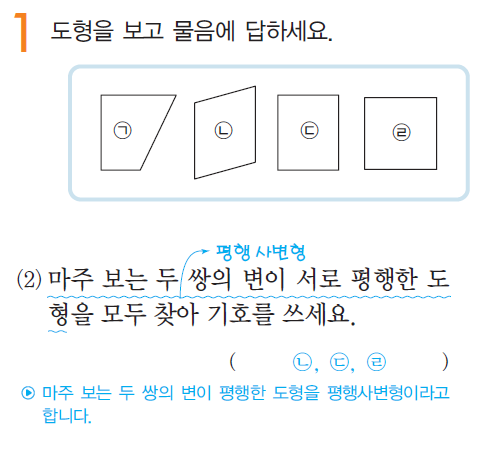 1 도형을 보고 물음에 답하세요.
㉠ ㉡ ㉢ ㉣
평행사변형
(2) 마주 보는 두 쌍의 변이 서로 평행한 도
형을 모두 찾아 기호를 쓰세요.
( ㉡, ㉢, ㉣ )
마주 보는 두 쌍의 변이 평행한 도형을 평행사변형이라고
합니다.